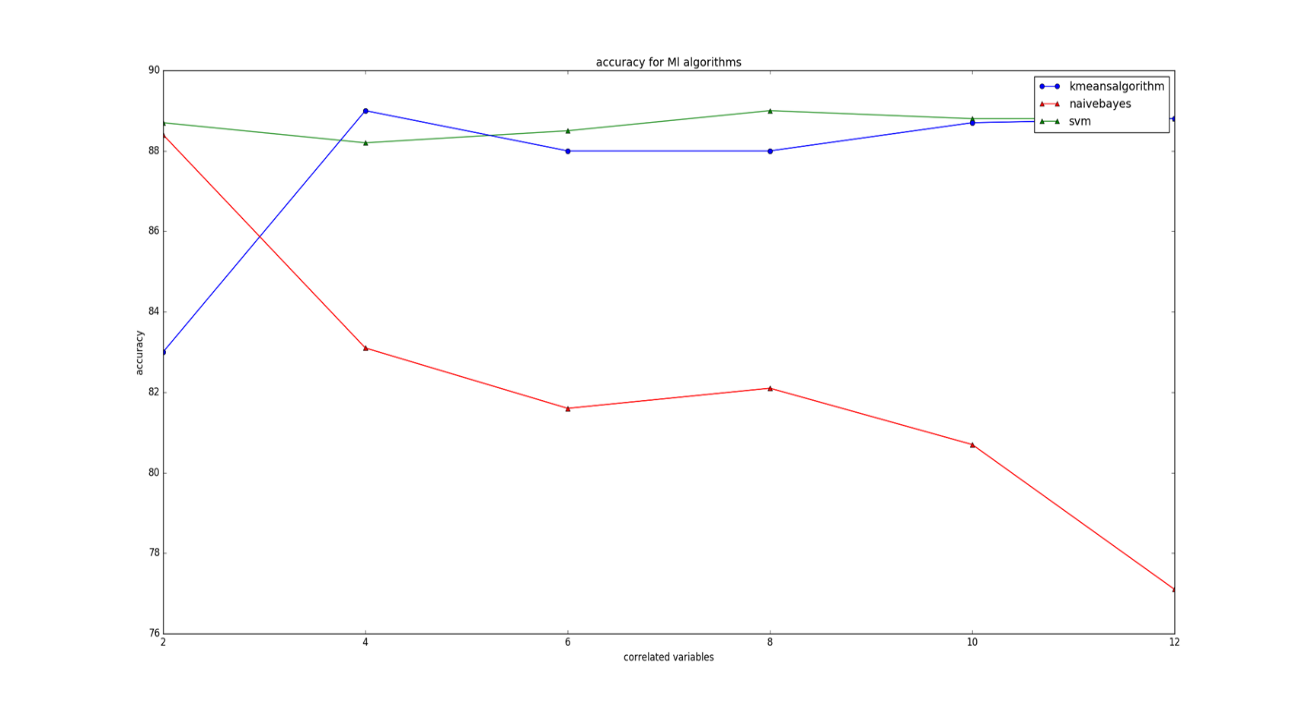 accuracy for Ml algorithms
90
88
86
84
82
80
78
76
accuracy
kmeansalgorithm
naivebayes
svm
2
4
6
8
10
12
correlated variables